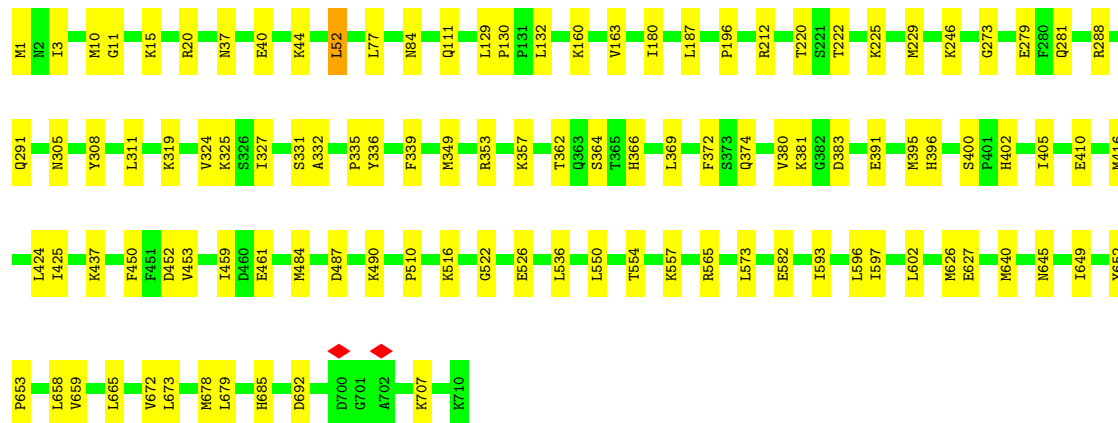 M1 N2 I3 M10 G11 K15 R20 N37 E40 K44 L52 L77 N84 Q111 L129 P130 P131 L132 K160 V163 I180 L187 P196 R212 T220 S221 T222 K225 M229 K246 G273 E279 F280 Q281 R288
Q291 N305 Y308 L311 K319 V324 K325 S326 I327 S331 A332 P335 Y336 F339 M349 R353 K357 T362 Q363 S364 T365 H366 L369 F372 S373 Q374 V380 K381 G382 D383 E391 M395 H396 S400 P401 H402 I405 E410 M416
L424 I425 K437 F450 F451 D452 V453 I459 D460 E461 M484 D487 K490 P510 K516 G522 E526 L536 L550 T554 K557 R565 L573 E582 I593 L596 I597 L602 M626 E627 M640 N645 I649
P653 L658 V659 L665 V672 L673 M678 L679 H685 D692 D700 G701 A702 K707 K710